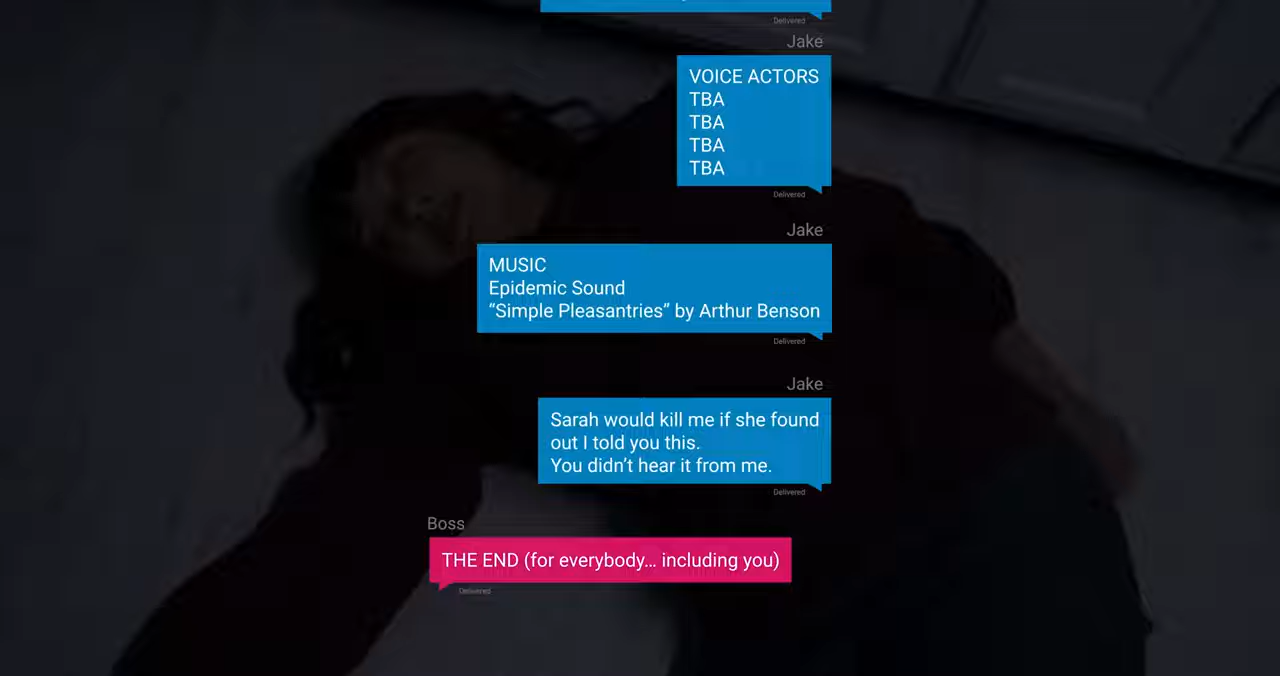 Delivered
Jake
VOICE ACTORS
TBA
TBA
TBA
TBA
Delivered
Jake
MUSIC
Epidemic Sound
“Simple Pleasantries” by Arthur Benson
Delivered
Jake
Sarah would kill me if she found
out I told you this.
You didn’t hear it from me.
Delivered
Boss
THE END (for everybody... including you)
Delivered